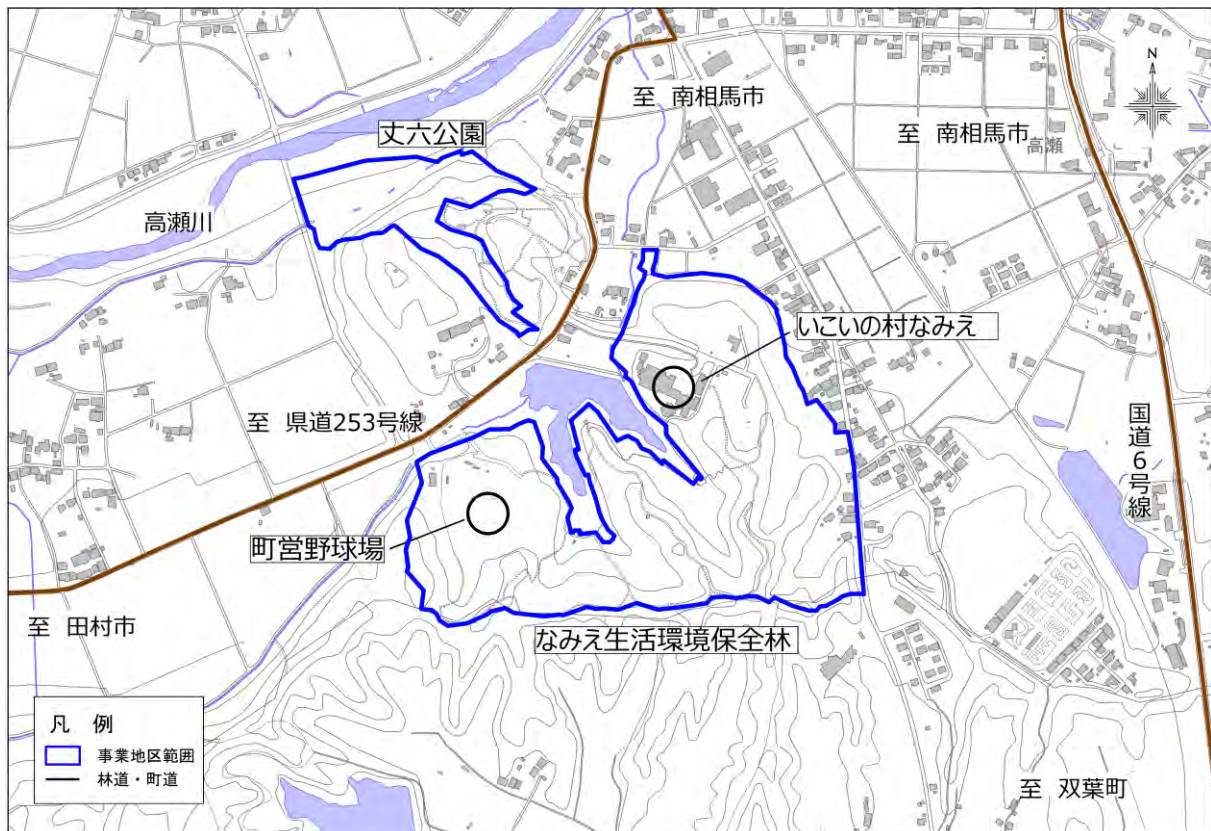 N
至 南相馬市
至 南相馬市
高瀬
丈六公園
高瀬川
いこいの村なみえ
至 県道253号線
国道6号線
町営野球場
至 田村市
なみえ生活環境保全林
凡 例
事業地区範囲
林道・町道
至 双葉町